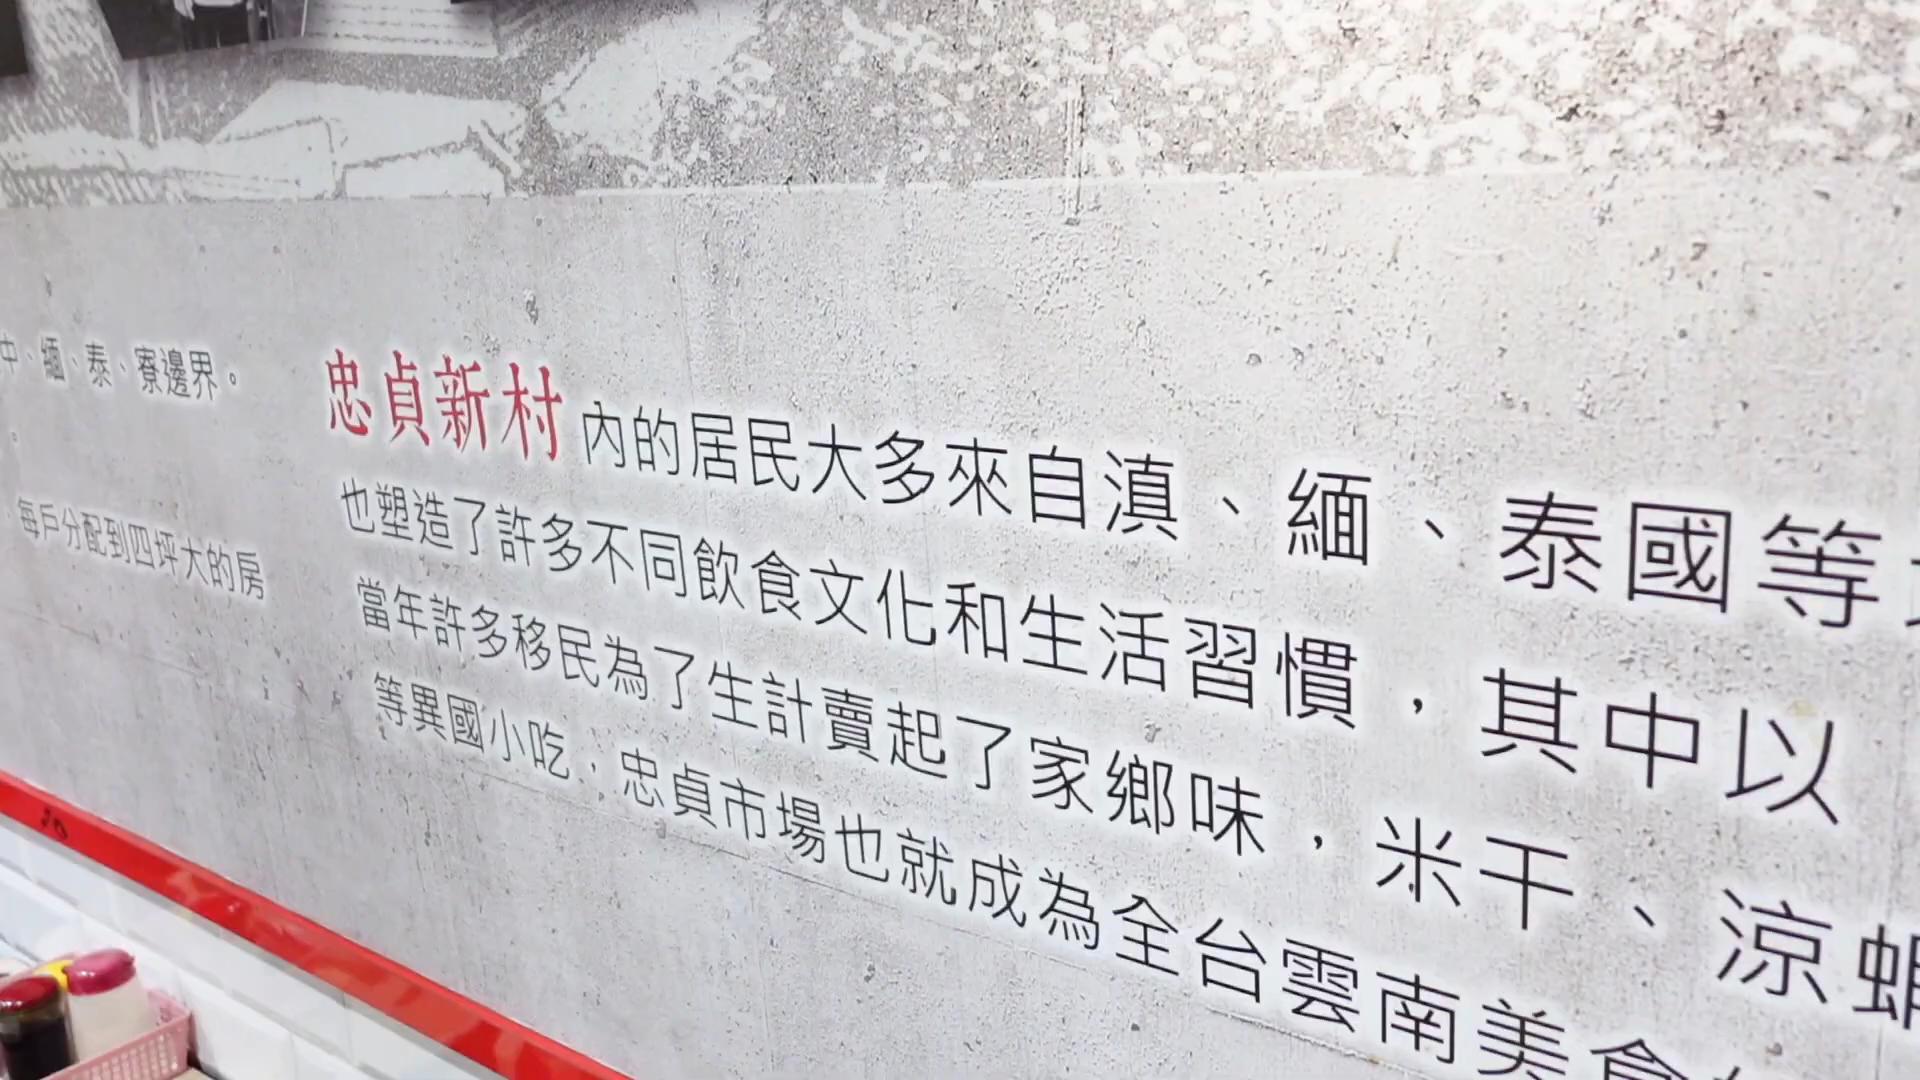 中、緬、泰、寮邊界。
。
每戶分配到四坪大的房
忠貞新村內的居民大多來自滇、緬、泰國等
也塑造了許多不同飲食文化和生活習慣，其中以
當年許多移民為了生計賣起了家鄉味，米干、涼蝦
等異國小吃，忠貞市場也就成為全台雲南美食